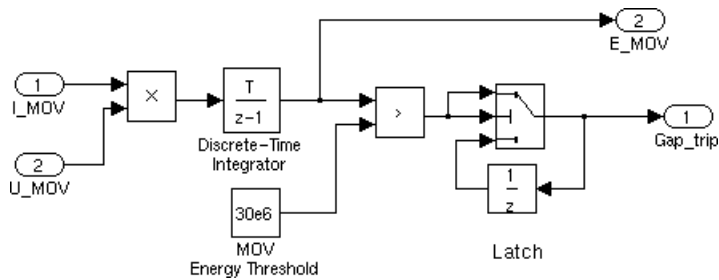 2
E_MOV
1
I_MOV
×
T
z-1
Discrete-Time
Integrator
>
1
Gap_trip
2
U_MOV
1
z
30e6
MOV
Energy Threshold
Latch